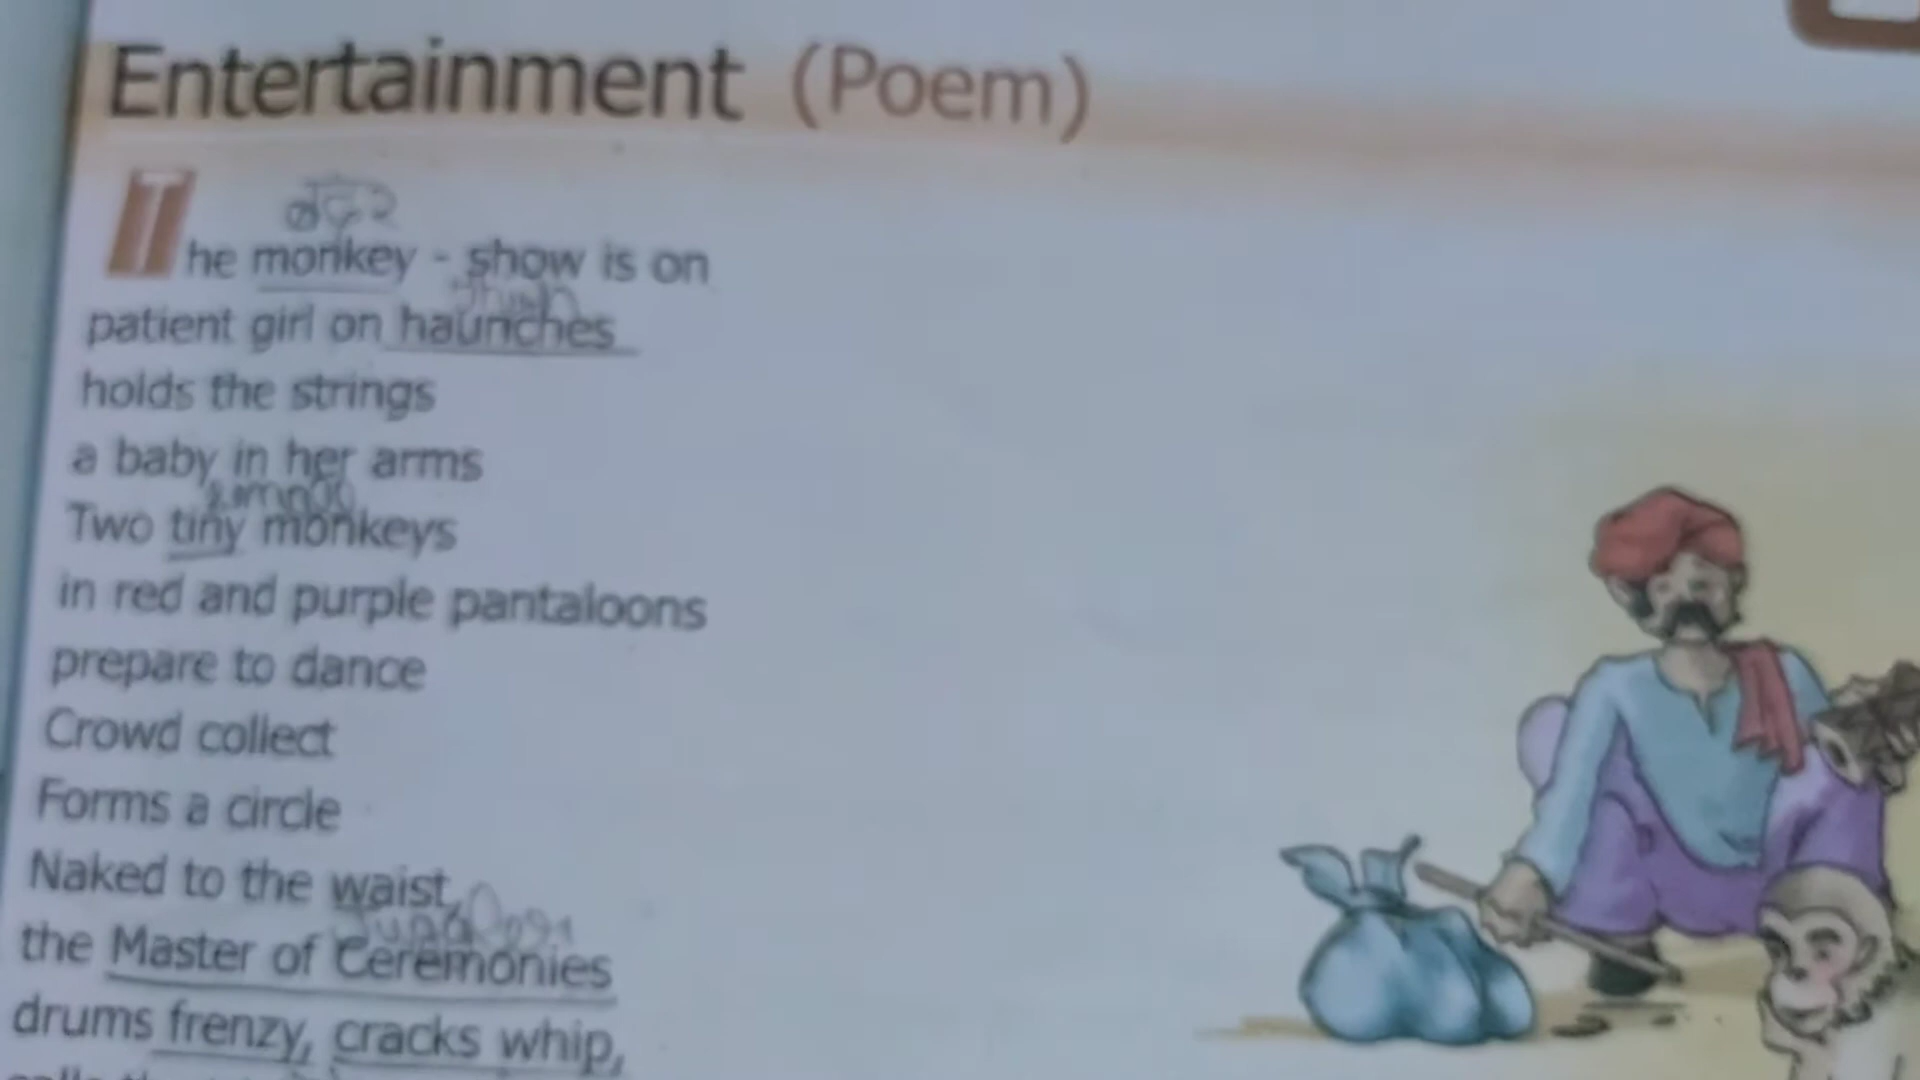 Entertainment (Poem)
The monkey - show is on
thigh
patient girl on haunches
holds the strings
a baby in her arms
Two tiny monkeys
in red and purple pantaloons
prepare to dance
Crowd collect
Forms a circle
Naked to the waist,
the Master of Ceremonies
drums frenzy, cracks whip,